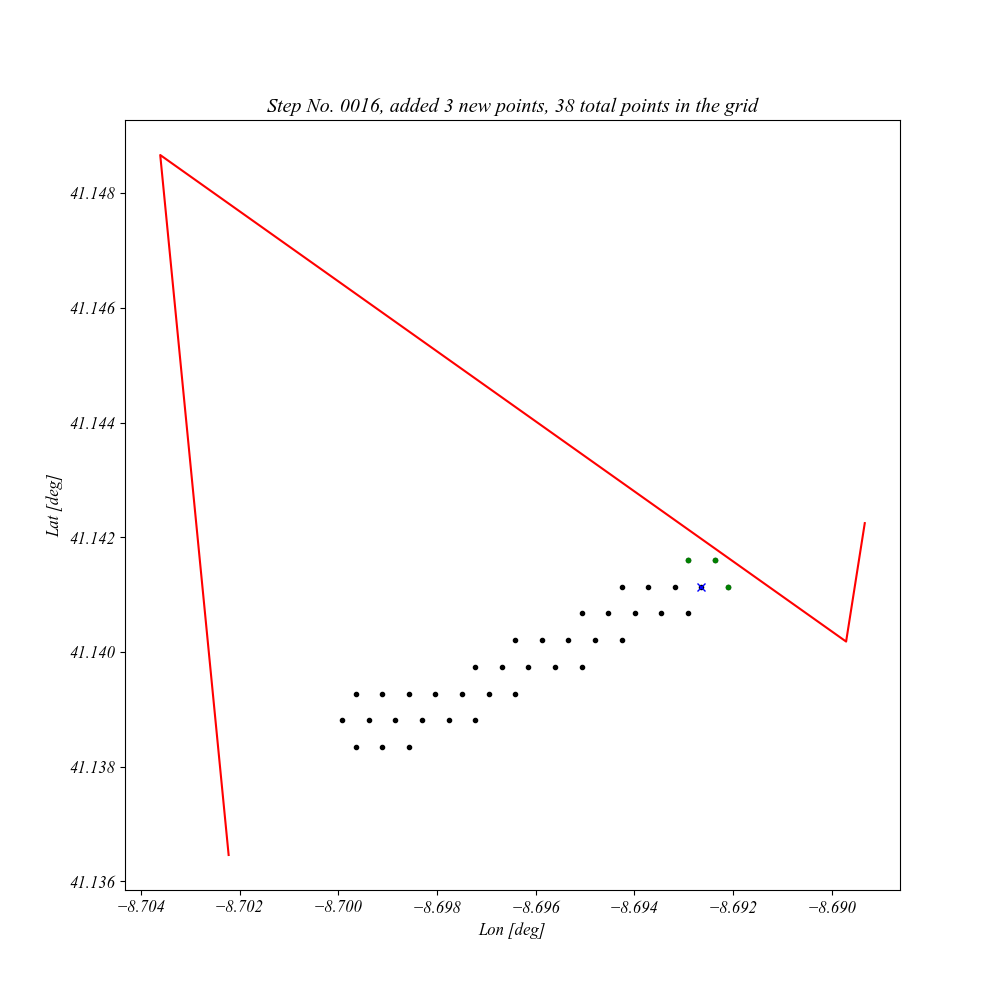 Step No. 0016, added 3 new points, 38 total points in the grid
41.148
41.146
41.144
41.142
41.140
41.138
41.136
Lat [deg]
−8.704 −8.702 −8.700 −8.698 −8.696 −8.694 −8.692 −8.690
Lon [deg]